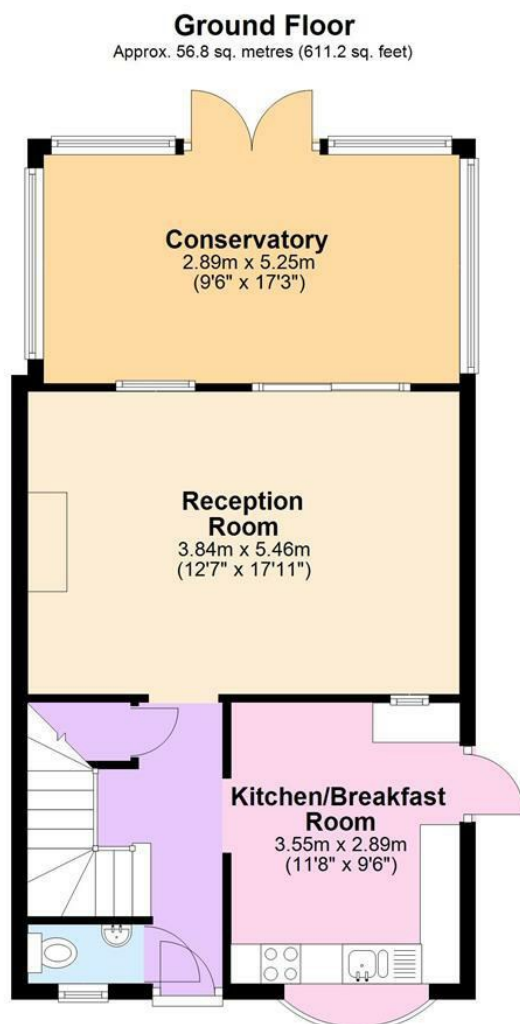 Ground Floor
Approx. 56.8 sq. metres (611.2 sq. feet)
Conservatory
2.89m x 5.25m
(9'6" x 17'3")
Reception
Room
3.84m x 5.46m
(12'7" x 17'11")
Kitchen/Breakfast
Room
3.55m x 2.89m
(11'8" x 9'6")